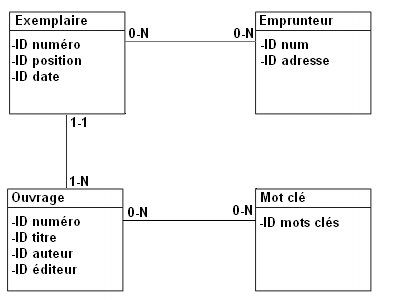 Exemplaire
-ID numéro
-ID position
-ID date
0-N
0-N
Emprunteur
-ID num
-ID adresse
1-1
1-N
Ouvrage
-ID numéro
-ID titre
-ID auteur
-ID éditeur
0-N
0-N
Mot clé
-ID mots clés